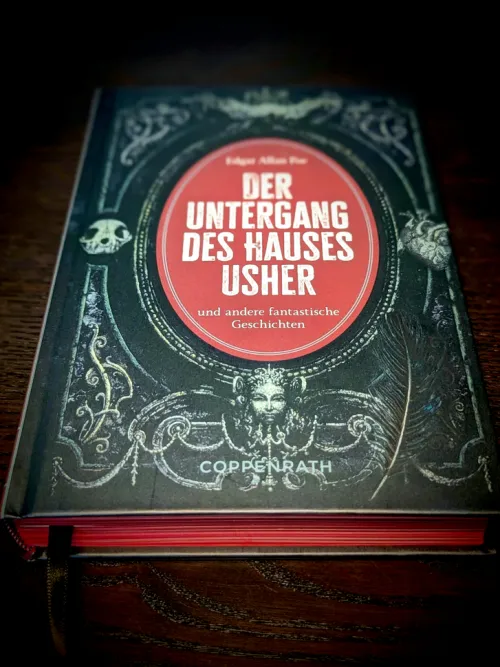 Edgar Allan Poe
DER
UNTERGANG
DES HAUSES
USHER
und andere fantastische
Geschichten
COPPENRATH